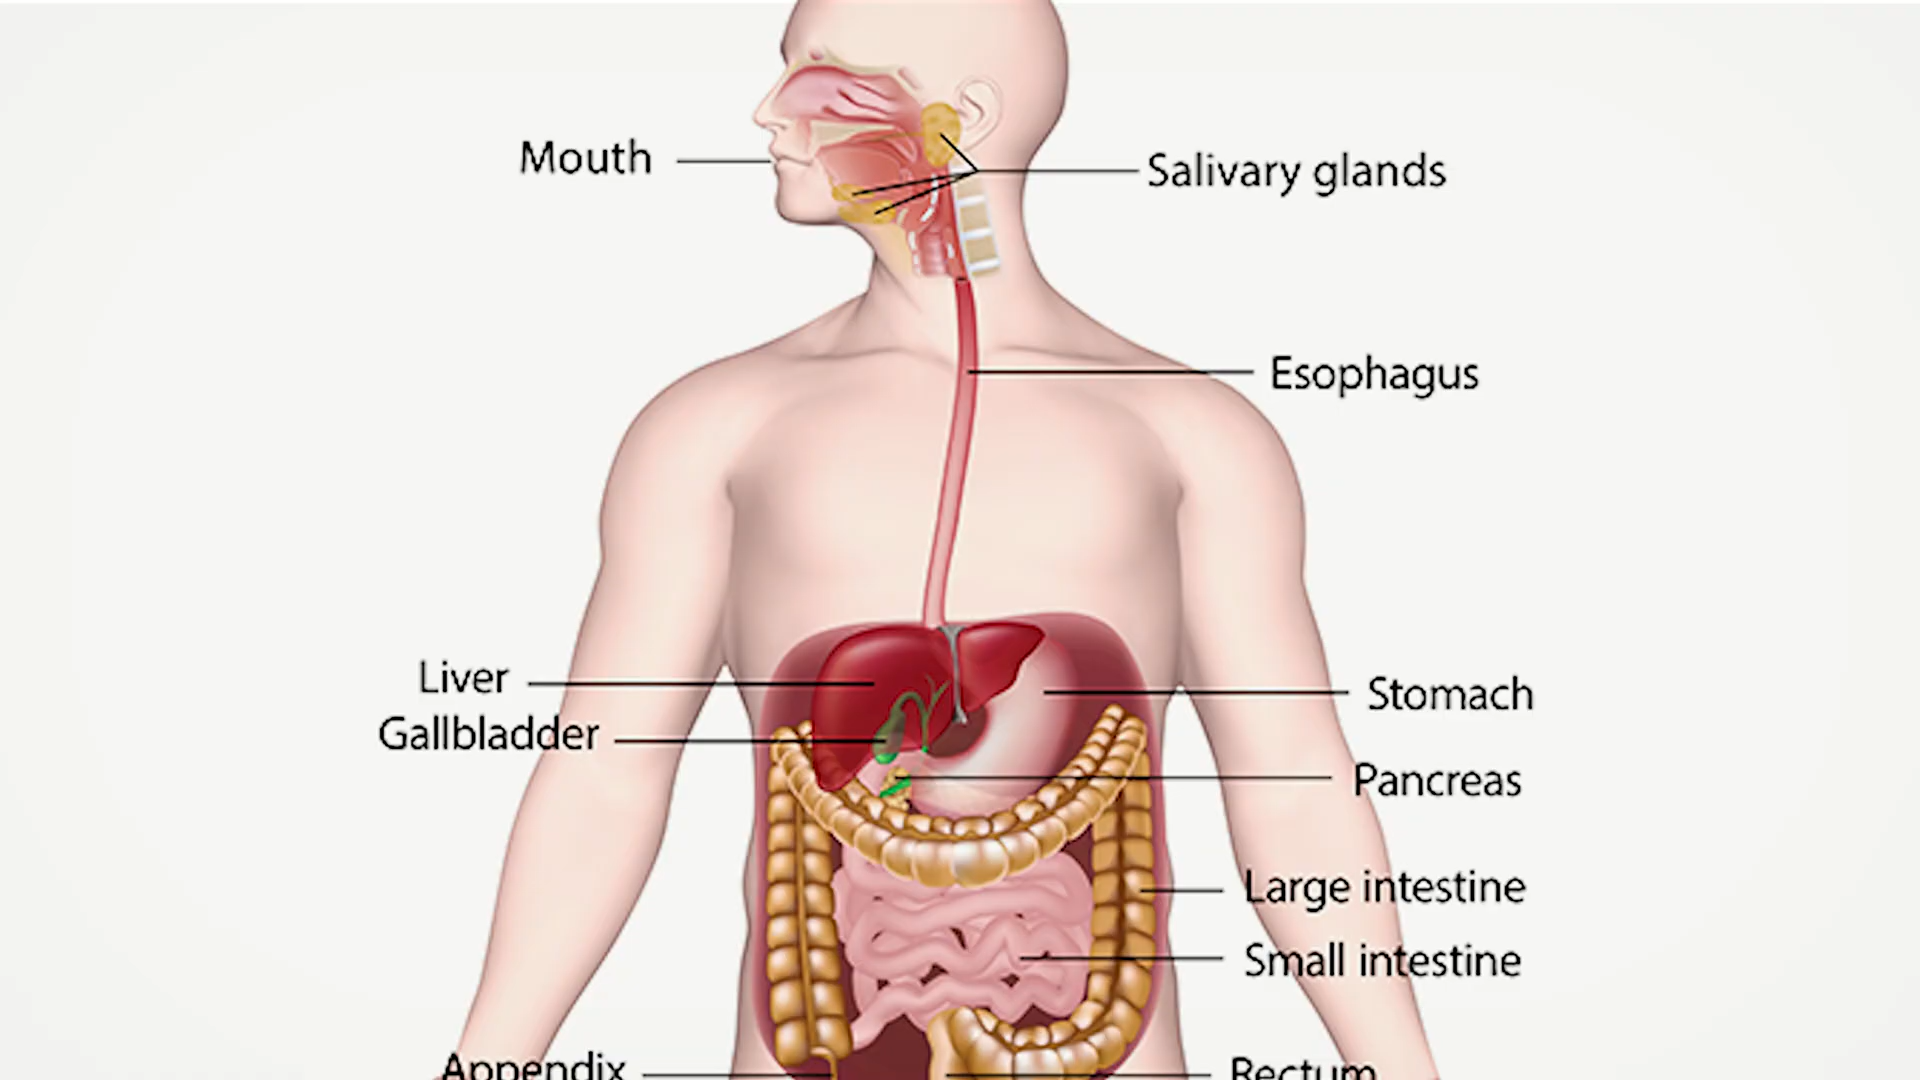 Mouth
Salivary glands
Esophagus
Liver
Gallbladder
Stomach
Pancreas
Large intestine
Small intestine
Appendix
Rectum